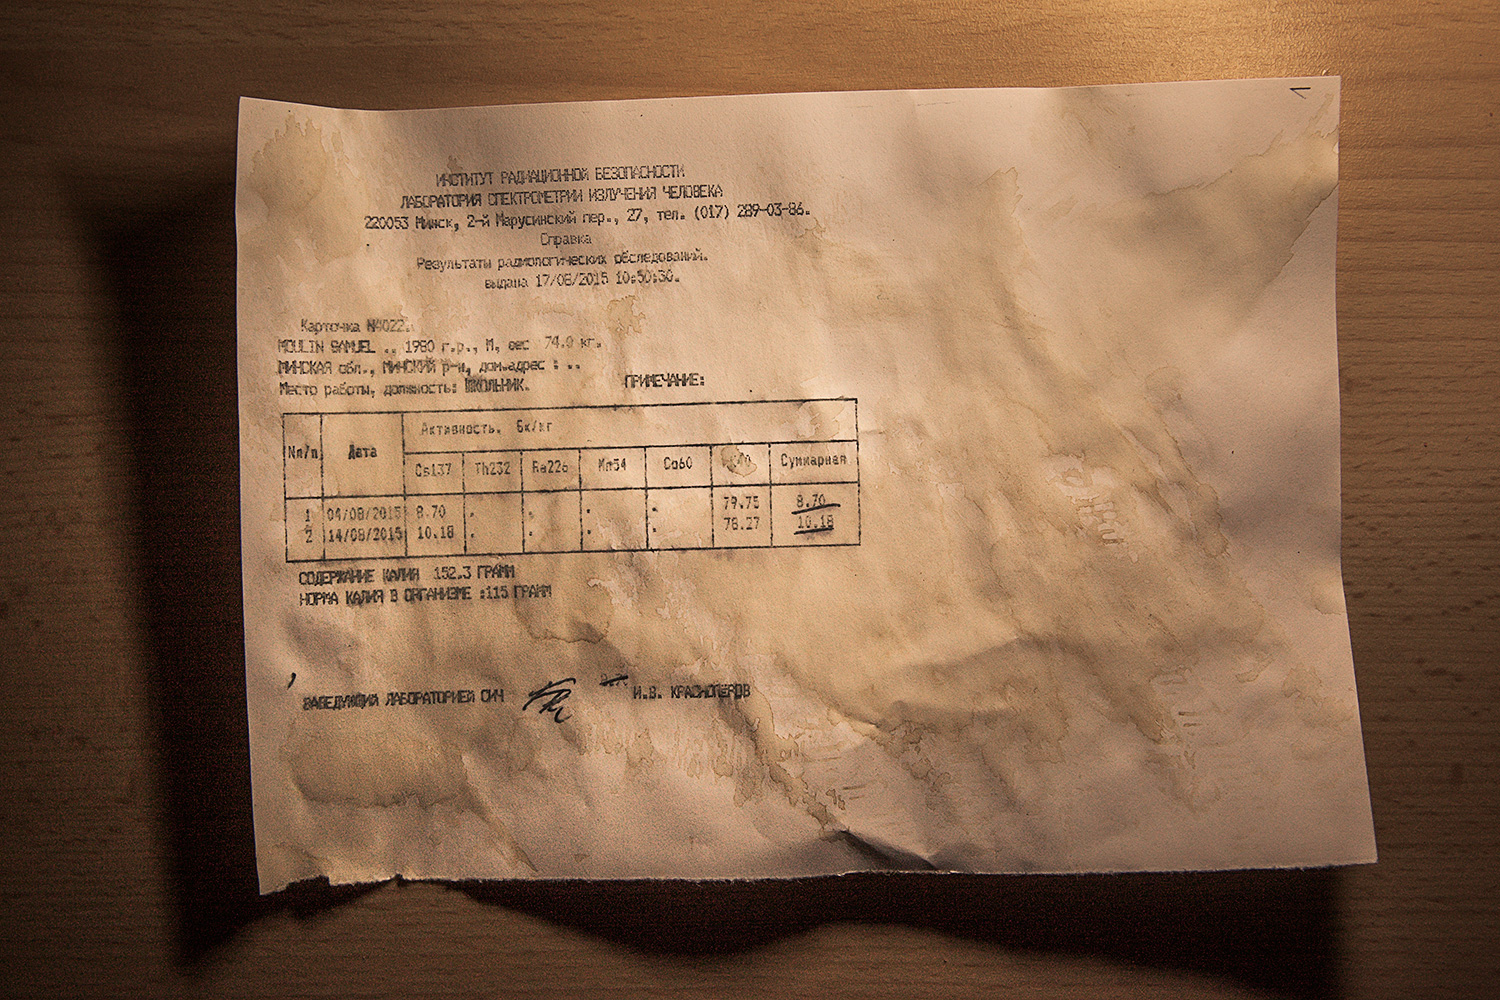 1
ИНСТИТУТ РАДИАЦИОННОЙ БЕЗОПАСНОСТИ
ЛАБОРАТОРИЯ СПЕКТРОМЕТРИИ ИЗЛУЧЕНИЯ ЧЕЛОВЕКА
220053 Минск, 2-й Марусинский пер., 27, тел. (017) 289-03-86.
Справка
Результаты радиологических обследований.
выдана 17/08/2015 10:50:30.
Карточка N4022.
MOULIN SAMUEL .. 1980 г.р., М, вес 74.0 кг.
МИНСКАЯ обл., МИНСКИЙ р-н, дом.адрес : ..
Место работы, должность: ШКОЛЬНИК. ПРИМЕЧАНИЕ:
Nп/п Дата Активность. Бк/кг
Cs137 Th232 Ra226 Mn54 Co60 Суммарная
1 04/08/2015 8.70 . . . . 79.75 8.70
2 14/08/2015 10.18 . . . . 78.27 10.18
СОДЕРЖАНИЕ КАЛИЯ 152.3 ГРАММ
НОРМА КАЛИЯ В ОРГАНИЗМЕ :115 ГРАММ
ЗАВЕДУЮЩИЙ ЛАБОРАТОРИЕЙ СИЧ И.В. КРАСНОПЕРОВ